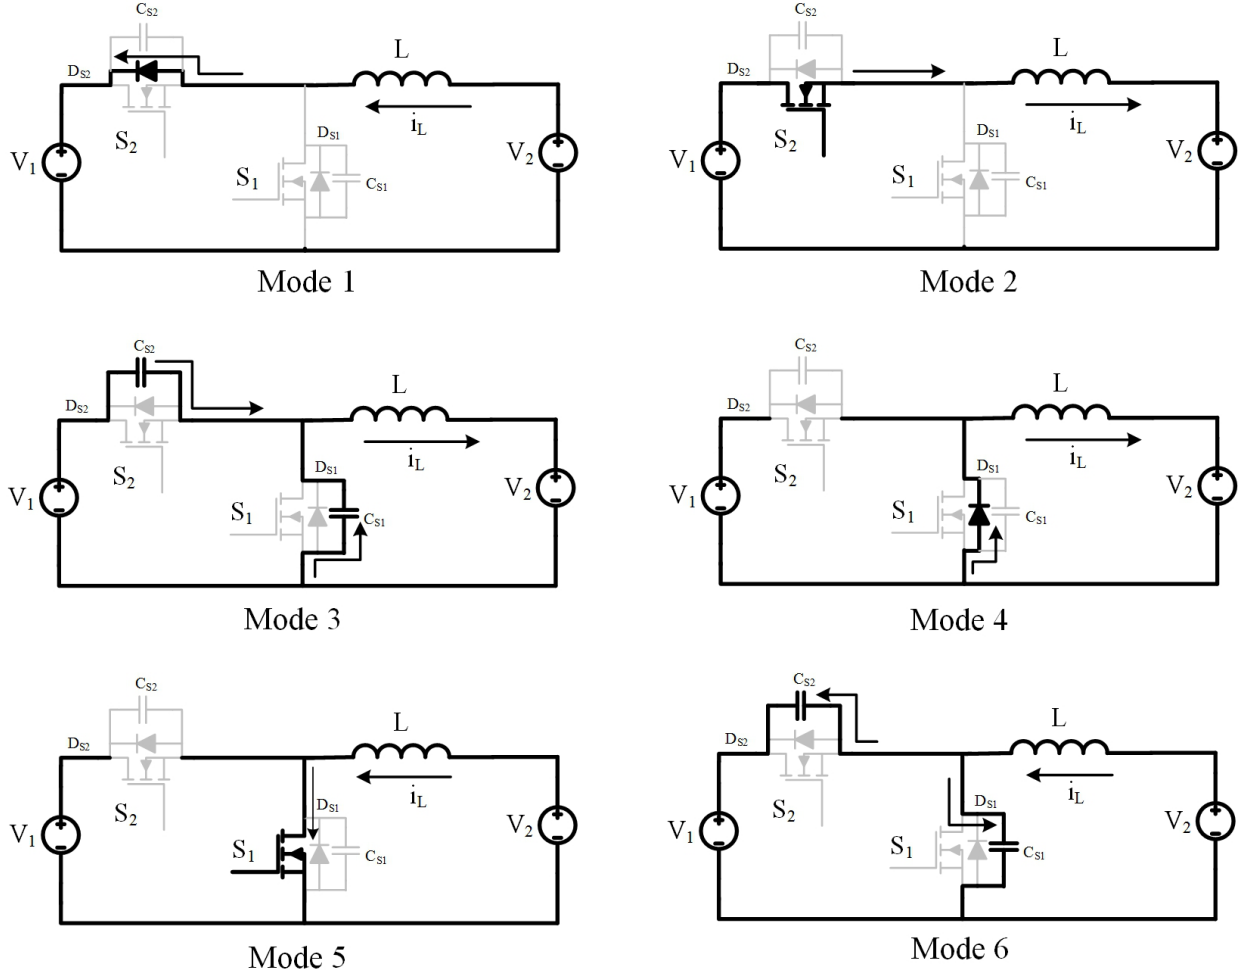 C_S2
D_S2
L
i_L
S_2
D_S1
V_1
S_1
C_S1
V_2
+
+
Mode 1
C_S2
D_S2
L
i_L
S_2
D_S1
V_1
S_1
C_S1
V_2
+
+
Mode 2
C_S2
D_S2
L
i_L
S_2
D_S1
V_1
S_1
C_S1
V_2
+
+
Mode 3
C_S2
D_S2
L
i_L
S_2
D_S1
V_1
S_1
C_S1
V_2
+
+
Mode 4
C_S2
D_S2
L
i_L
S_2
D_S1
V_1
S_1
C_S1
V_2
+
+
Mode 5
C_S2
D_S2
L
i_L
S_2
D_S1
V_1
S_1
C_S1
V_2
+
+
Mode 6